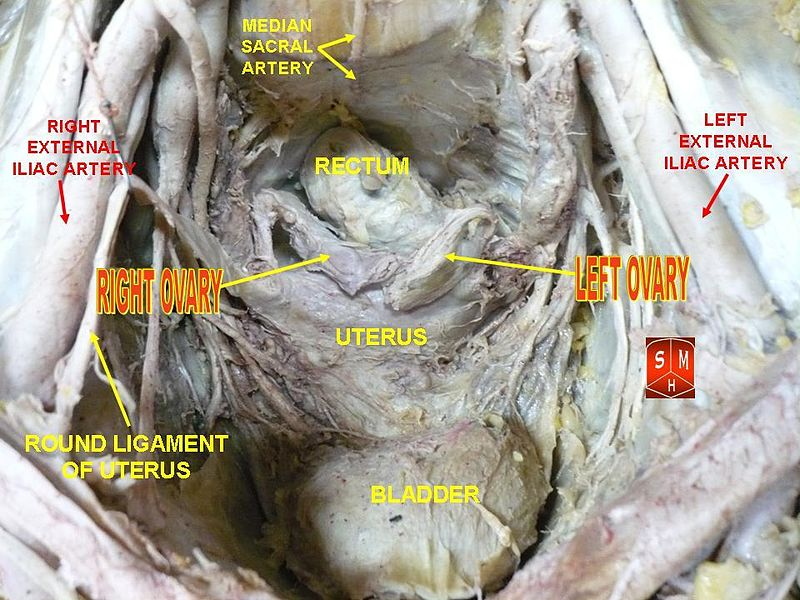 MEDIAN
SACRAL
ARTERY
RIGHT
EXTERNAL
ILIAC ARTERY
LEFT
EXTERNAL
ILIAC ARTERY
RECTUM
RIGHT OVARY
LEFT OVARY
UTERUS
S M
H
ROUND LIGAMENT
OF UTERUS
BLADDER